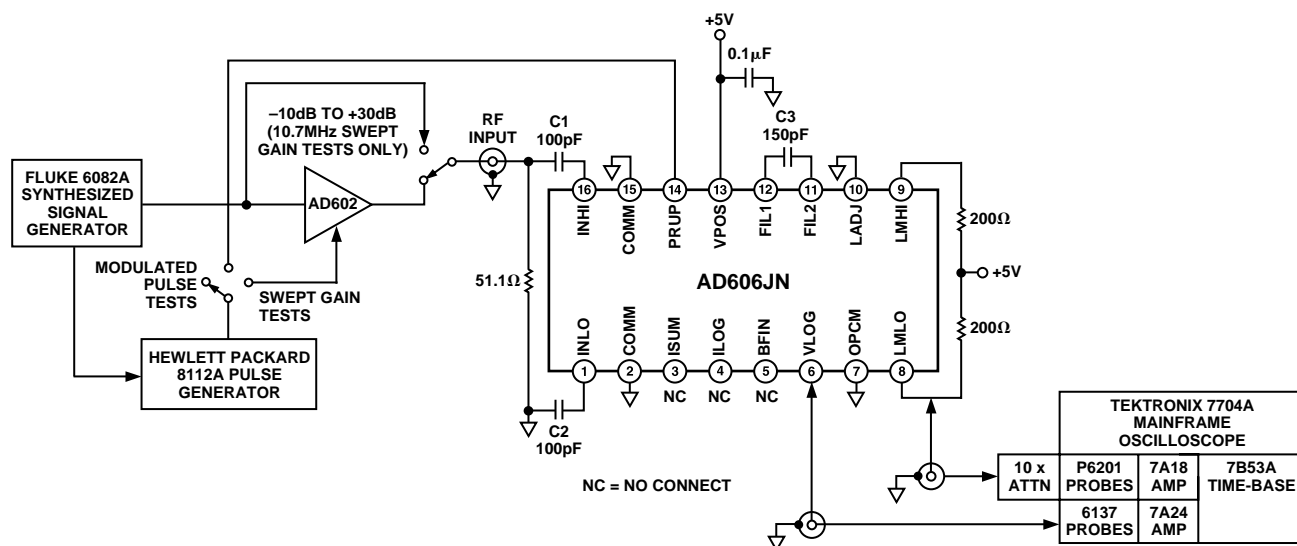 +5V
0.1µF
–10dB TO +30dB
(10.7MHz SWEPT
GAIN TESTS ONLY)
RF
INPUT
C1
100pF
C3
150pF
FLUKE 6082A
SYNTHESIZED
SIGNAL
GENERATOR
AD602
16
15
14
13
12
11
10
9
INHI
COMM
PRUP
VPOS
FIL1
FIL2
LADJ
LMHI
200Ω
+5V
200Ω
MODULATED
PULSE
TESTS
SWEPT GAIN
TESTS
51.1Ω
AD606JN
INLO
COMM
ISUM
ILOG
BFIN
VLOG
OPCM
LMLO
1
2
3
4
5
6
7
8
NC
NC
NC
HEWLETT PACKARD
8112A PULSE
GENERATOR
C2
100pF
NC = NO CONNECT
TEKTRONIX 7704A
MAINFRAME
OSCILLOSCOPE
10 x
ATTN
P6201
PROBES
7A18
AMP
7B53A
TIME-BASE
6137
PROBES
7A24
AMP